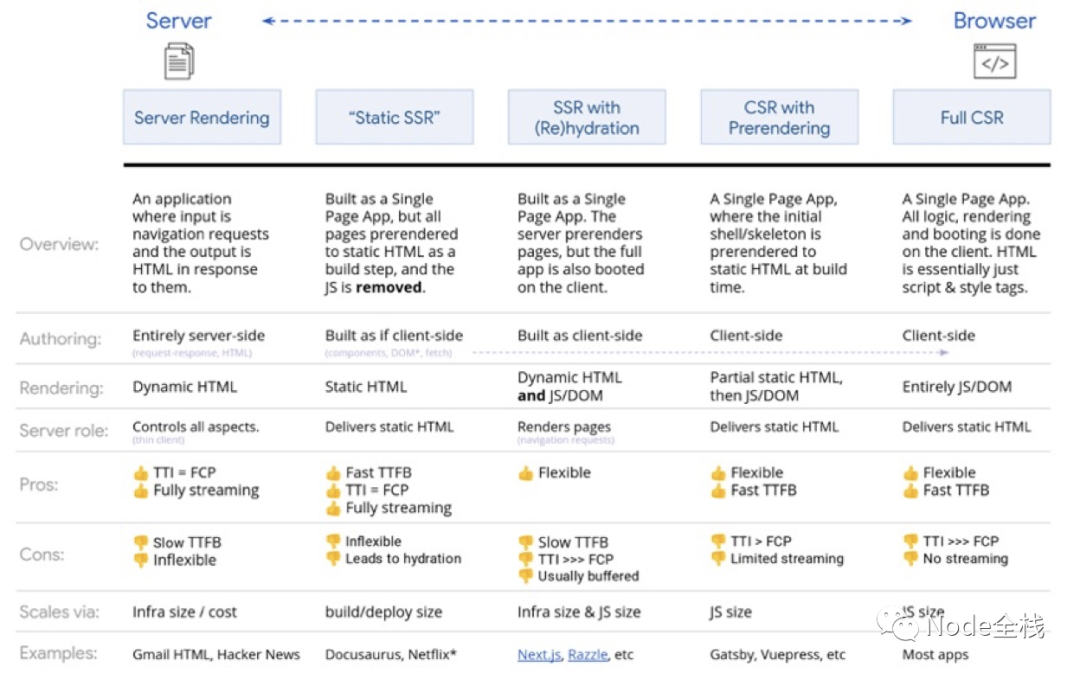 Server
Browser
</>
Server Rendering
“Static SSR”
SSR with
(Re)hydration
CSR with
Prerendering
Full CSR
Overview:
An application
where input is
navigation requests
and the output is
HTML in response
to them.
Built as a Single
Page App, but all
pages prerendered
to static HTML as a
build step, and the
JS is removed.
Built as a Single
Page App. The
server prerenders
pages, but the full
app is also booted
on the client.
A Single Page App,
where the initial
shell/skeleton is
prerendered to
static HTML at build
time.
A Single Page App.
All logic, rendering
and booting is done
on the client. HTML
is essentially just
script & style tags.
Authoring:
Entirely server-side
(request-response, HTML)
Built as if client-side
(components, DOM*, fetch)
Built as client-side
Client-side
Client-side
Rendering:
Dynamic HTML
Static HTML
Dynamic HTML
and JS/DOM
Partial static HTML,
then JS/DOM
Entirely JS/DOM
Server role:
Controls all aspects.
(thin client)
Delivers static HTML
Renders pages
(navigation requests)
Delivers static HTML
Delivers static HTML
Pros:
👍 TTI = FCP
👍 Fully streaming
👍 Fast TTFB
👍 TTI = FCP
👍 Fully streaming
👍 Flexible
👍 Flexible
👍 Fast TTFB
👍 Flexible
👍 Fast TTFB
Cons:
👎 Slow TTFB
👎 Inflexible
👎 Inflexible
👎 Leads to hydration
👎 Slow TTFB
👎 TTI >>> FCP
👎 Usually buffered
👎 TTI > FCP
👎 Limited streaming
👎 TTI >>> FCP
👎 No streaming
Scales via:
Infra size / cost
build/deploy size
Infra size & JS size
JS size
JS size
Examples:
Gmail HTML, Hacker News
Docusaurus, Netflix*
Next.js, Razzle, etc
Gatsby, Vuepress, etc
Most apps
Node全栈